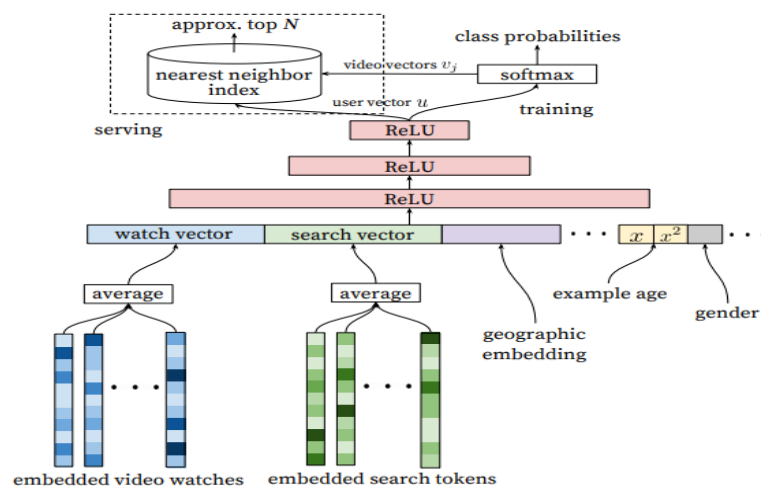 approx. top N
class probabilities
nearest neighbor
index
video vectors v_j
softmax
user vector u
serving
training
ReLU
ReLU
ReLU
watch vector
search vector
x
x²
average
average
example age
gender
geographic
embedding
embedded video watches
embedded search tokens